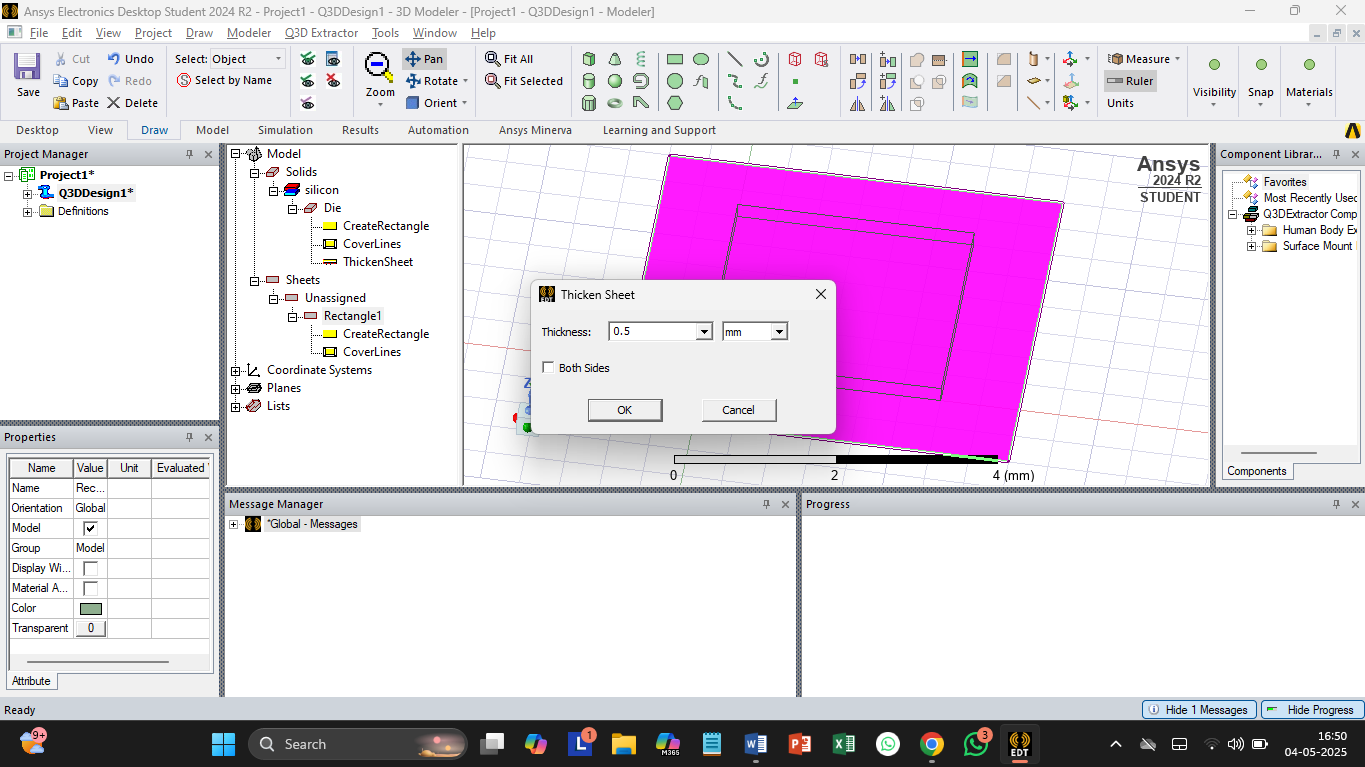 Ansys Electronics Desktop Student 2024 R2 - Project1 - Q3DDesign1 - 3D Modeler - [Project1 - Q3DDesign1 - Modeler]
File Edit View Project Draw Modeler Q3D Extractor Tools Window Help
Save
Cut
Copy
Paste
Undo
Redo
Delete
Select: Object
Select by Name
Zoom
Pan
Rotate
Orient
Fit All
Fit Selected
Measure
Ruler
Units
Visibility
Snap
Materials
Desktop View Draw Model Simulation Results Automation Ansys Minerva Learning and Support
Project Manager
Project1*
Q3DDesign1*
Definitions
Model
Solids
silicon
Die
CreateRectangle
CoverLines
ThickenSheet
Sheets
Unassigned
Rectangle1
CreateRectangle
CoverLines
Coordinate Systems
Planes
Lists
Ansys
2024 R2
STUDENT
Z
0 2 4 (mm)
EDT Thicken Sheet
Thickness: 0.5 mm
Both Sides
OK Cancel
Component Librar...
Favorites
Most Recently Usec
Q3DExtractor Comp
Human Body Ex
Surface Mount
Components
Properties
Name Value Unit Evaluated
Name Rec...
Orientation Global
Model
Group Model
Display Wi...
Material A...
Color
Transparent 0
Attribute
Message Manager
*Global - Messages
Progress
Ready
Hide 1 Messages Hide Progress
9+
Search
M365
L 1
W
P
X
3
EDT
16:50
04-05-2025